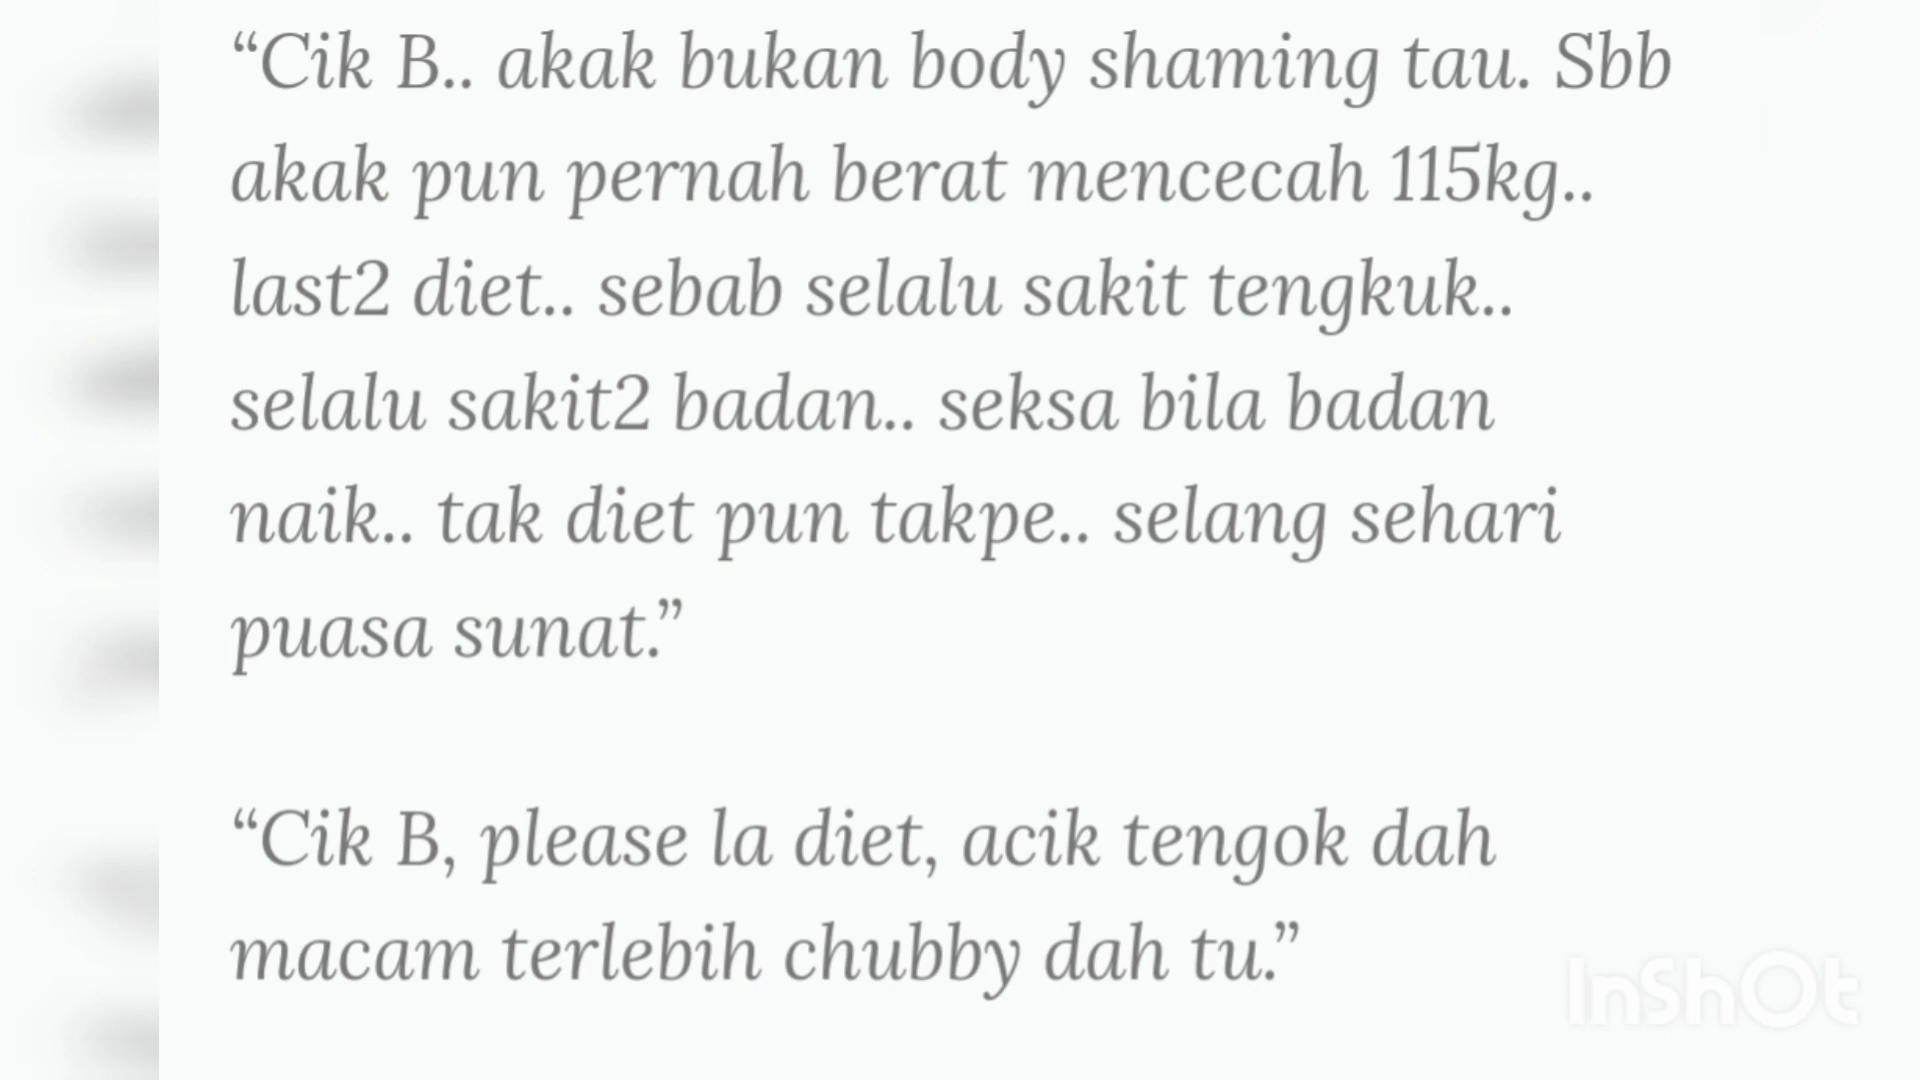 “Cik B.. akak bukan body shaming tau. Sbb
akak pun pernah berat mencecah 115kg..
last2 diet.. sebab selalu sakit tengkuk..
selalu sakit2 badan.. seksa bila badan
naik.. tak diet pun takpe.. selang sehari
puasa sunat.”
“Cik B, please la diet, acik tengok dah
macam terlebih chubby dah tu.”
InShOt